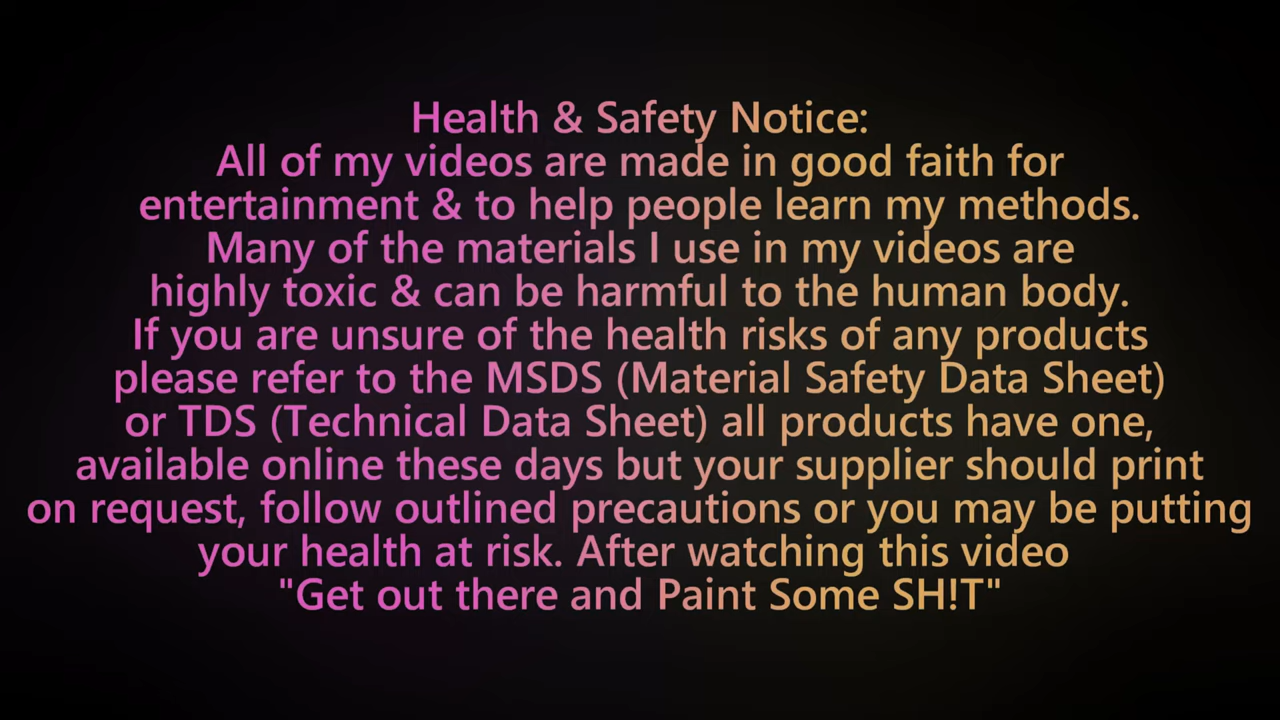 Health & Safety Notice:
All of my videos are made in good faith for
entertainment & to help people learn my methods.
Many of the materials I use in my videos are
highly toxic & can be harmful to the human body.
If you are unsure of the health risks of any products
please refer to the MSDS (Material Safety Data Sheet)
or TDS (Technical Data Sheet) all products have one,
available online these days but your supplier should print
on request, follow outlined precautions or you may be putting
your health at risk. After watching this video
"Get out there and Paint Some SH!T"